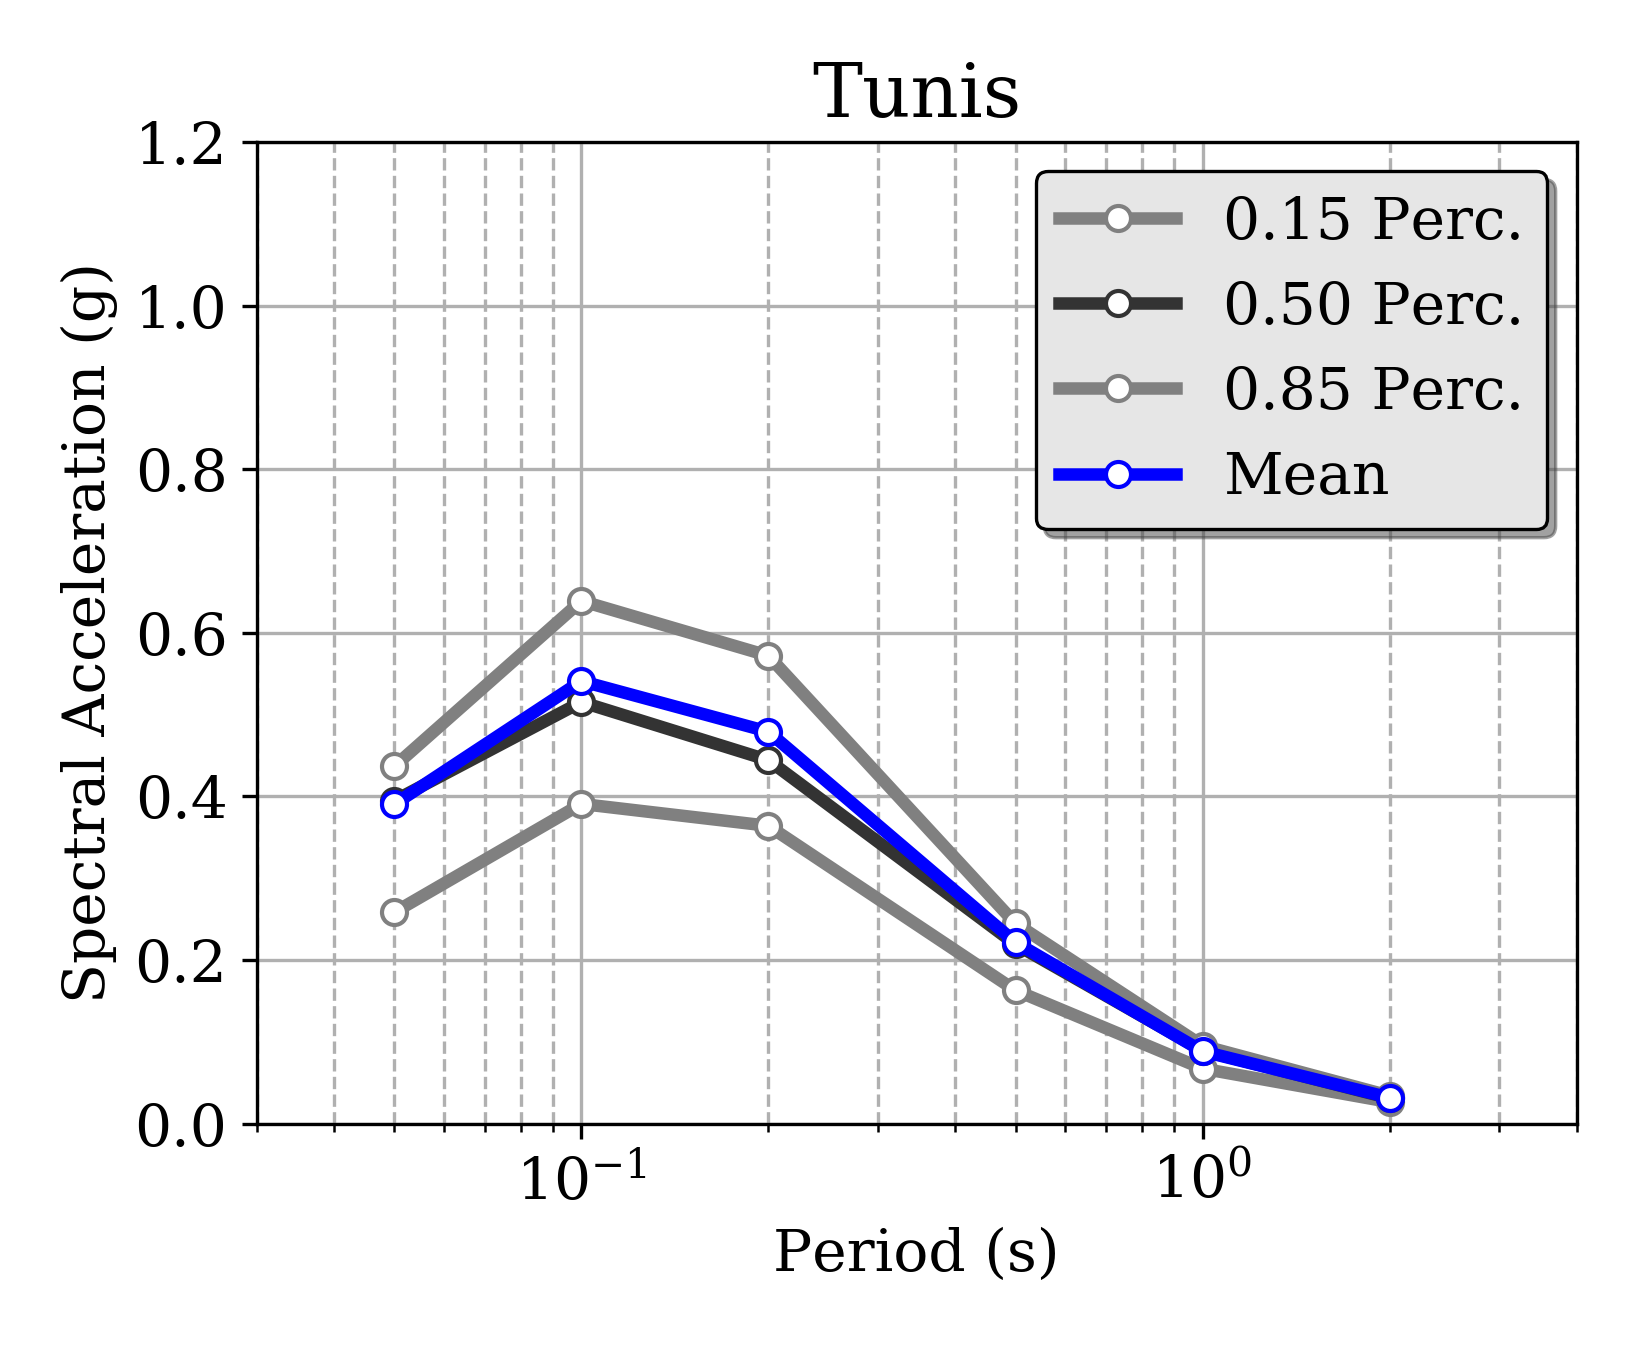 Tunis
Spectral Acceleration (g)
1.2
1.0
0.8
0.6
0.4
0.2
0.0
0.15 Perc.
0.50 Perc.
0.85 Perc.
Mean
10⁻¹
10⁰
Period (s)